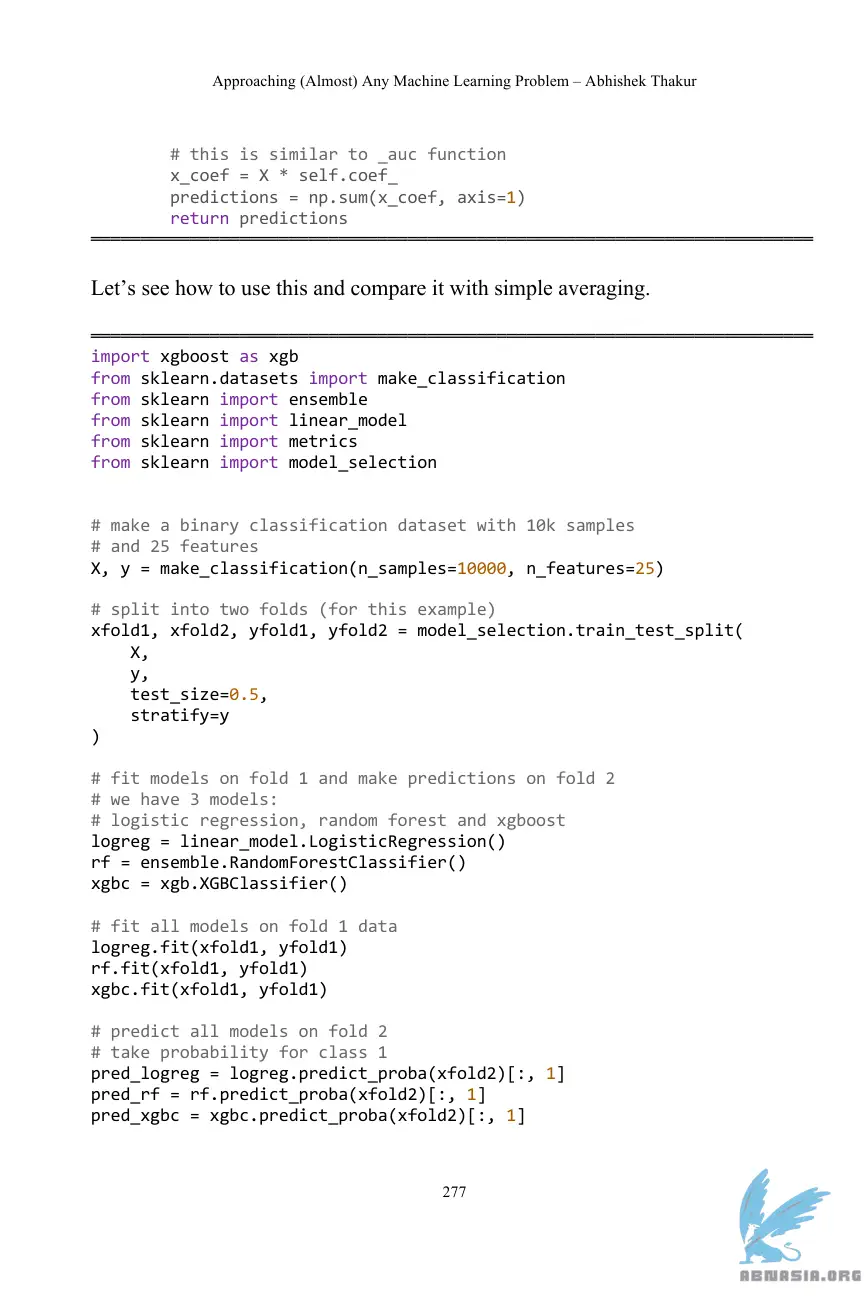 Approaching (Almost) Any Machine Learning Problem – Abhishek Thakur
# this is similar to _auc function
x_coef = X * self.coef_
predictions = np.sum(x_coef, axis=1)
return predictions
Let’s see how to use this and compare it with simple averaging.
import xgboost as xgb
from sklearn.datasets import make_classification
from sklearn import ensemble
from sklearn import linear_model
from sklearn import metrics
from sklearn import model_selection
# make a binary classification dataset with 10k samples
# and 25 features
X, y = make_classification(n_samples=10000, n_features=25)
# split into two folds (for this example)
xfold1, xfold2, yfold1, yfold2 = model_selection.train_test_split(
X,
y,
test_size=0.5,
stratify=y
)
# fit models on fold 1 and make predictions on fold 2
# we have 3 models:
# logistic regression, random forest and xgboost
logreg = linear_model.LogisticRegression()
rf = ensemble.RandomForestClassifier()
xgbc = xgb.XGBClassifier()
# fit all models on fold 1 data
logreg.fit(xfold1, yfold1)
rf.fit(xfold1, yfold1)
xgbc.fit(xfold1, yfold1)
# predict all models on fold 2
# take probability for class 1
pred_logreg = logreg.predict_proba(xfold2)[:, 1]
pred_rf = rf.predict_proba(xfold2)[:, 1]
pred_xgbc = xgbc.predict_proba(xfold2)[:, 1]
277
ABNASIA.ORG